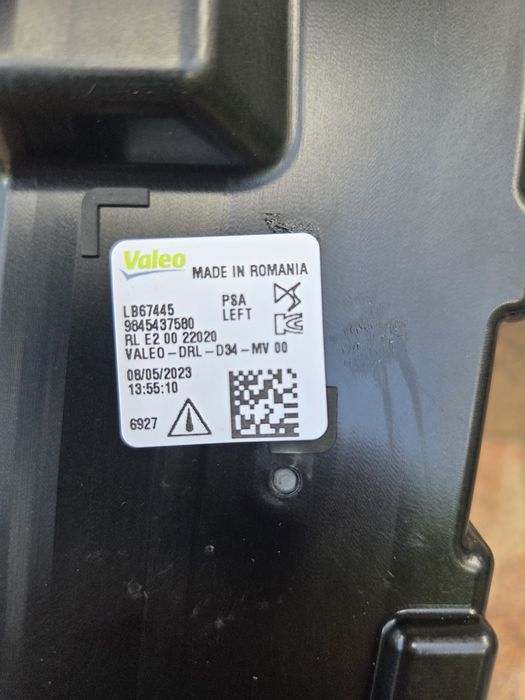 Valeo
MADE IN ROMANIA
LB67445 PSA
9845437580 LEFT
RL E2 00 22020
VALEO-DRL-D34-MV 00
08/05/2023
13:55:10
6927